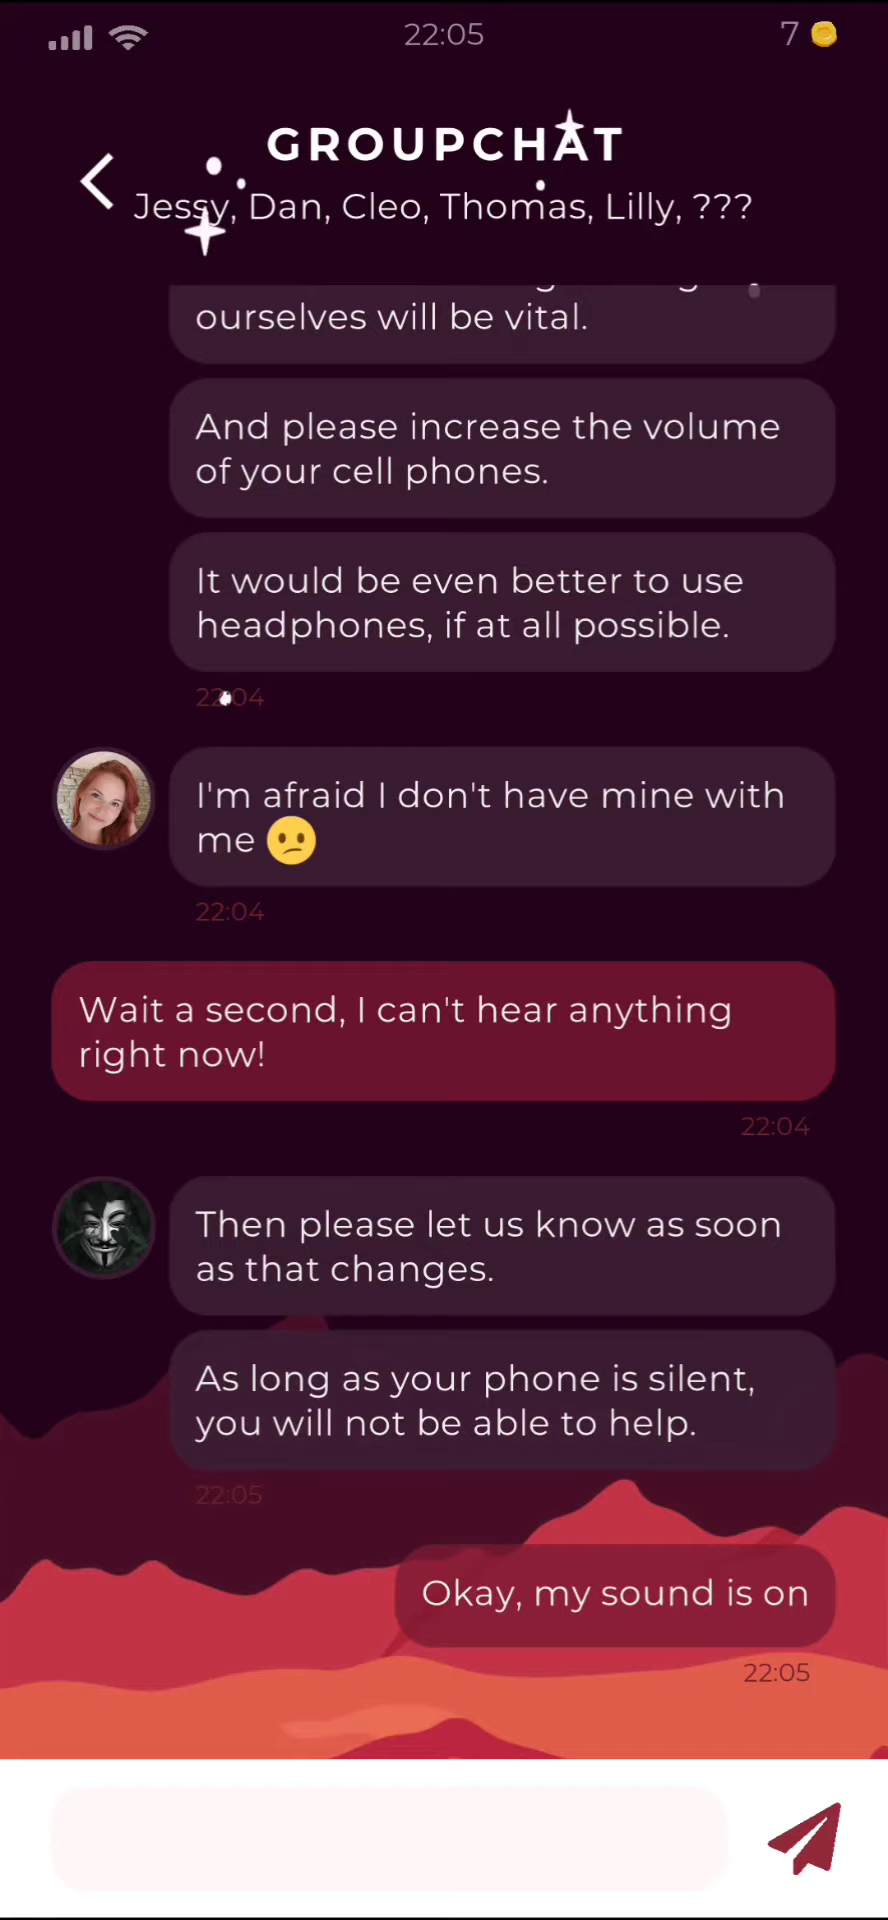 22:05
7
GROUPCHAT
Jessy, Dan, Cleo, Thomas, Lilly, ???
ourselves will be vital.
And please increase the volume
of your cell phones.
It would be even better to use
headphones, if at all possible.
22:04
I'm afraid I don't have mine with
me 😕
22:04
Wait a second, I can't hear anything
right now!
22:04
Then please let us know as soon
as that changes.
As long as your phone is silent,
you will not be able to help.
22:05
Okay, my sound is on
22:05